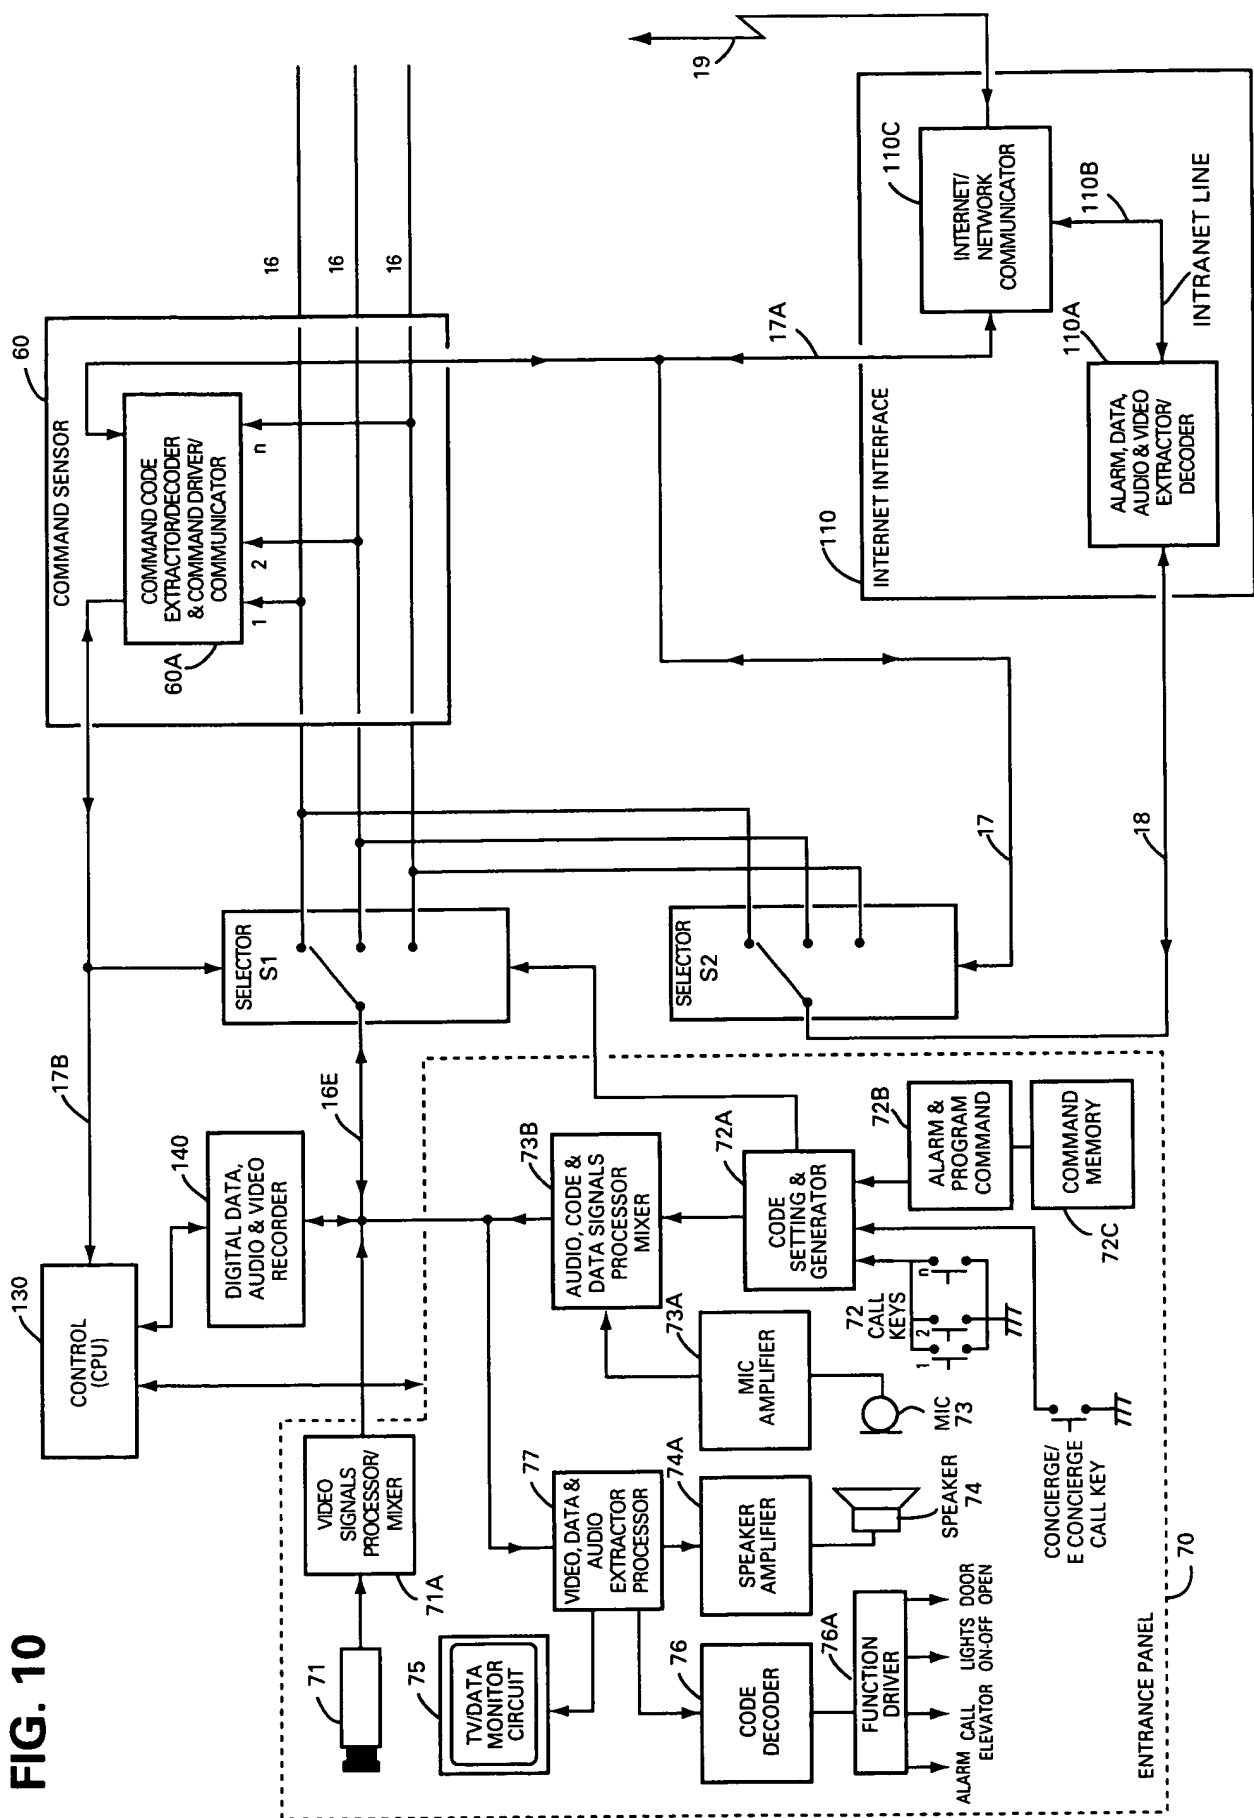 FIG. 10
130
CONTROL
(CPU)
17B
140
DIGITAL DATA,
AUDIO & VIDEO
RECORDER
16E
SELECTOR
S1
60
COMMAND SENSOR
COMMAND CODE
EXTRACTOR/DECODER
& COMMAND DRIVER/
COMMUNICATOR
60A
1
2
n
16
16
16
19
71
VIDEO
SIGNALS
PROCESSOR/
MIXER
71A
75
TV/DATA
MONITOR
CIRCUIT
77
VIDEO, DATA &
AUDIO
EXTRACTOR
PROCESSOR
73B
AUDIO, CODE &
DATA SIGNALS
PROCESSOR
MIXER
76
CODE
DECODER
74A
SPEAKER
AMPLIFIER
73A
MIC
AMPLIFIER
72A
CODE
SETTING &
GENERATOR
76A
FUNCTION
DRIVER
ALARM
CALL
ELEVATOR
LIGHTS
ON-OFF
DOOR
OPEN
SPEAKER
74
MIC
73
72
CALL
KEYS
1
2
n
72B
ALARM &
PROGRAM
COMMAND
COMMAND
MEMORY
72C
CONCIERGE/
E CONCIERGE
CALL KEY
ENTRANCE PANEL
70
SELECTOR
S2
17
18
17A
110
INTERNET INTERFACE
110C
INTERNET/
NETWORK
COMMUNICATOR
110B
110A
ALARM, DATA,
AUDIO & VIDEO
EXTRACTOR/
DECODER
INTRANET LINE